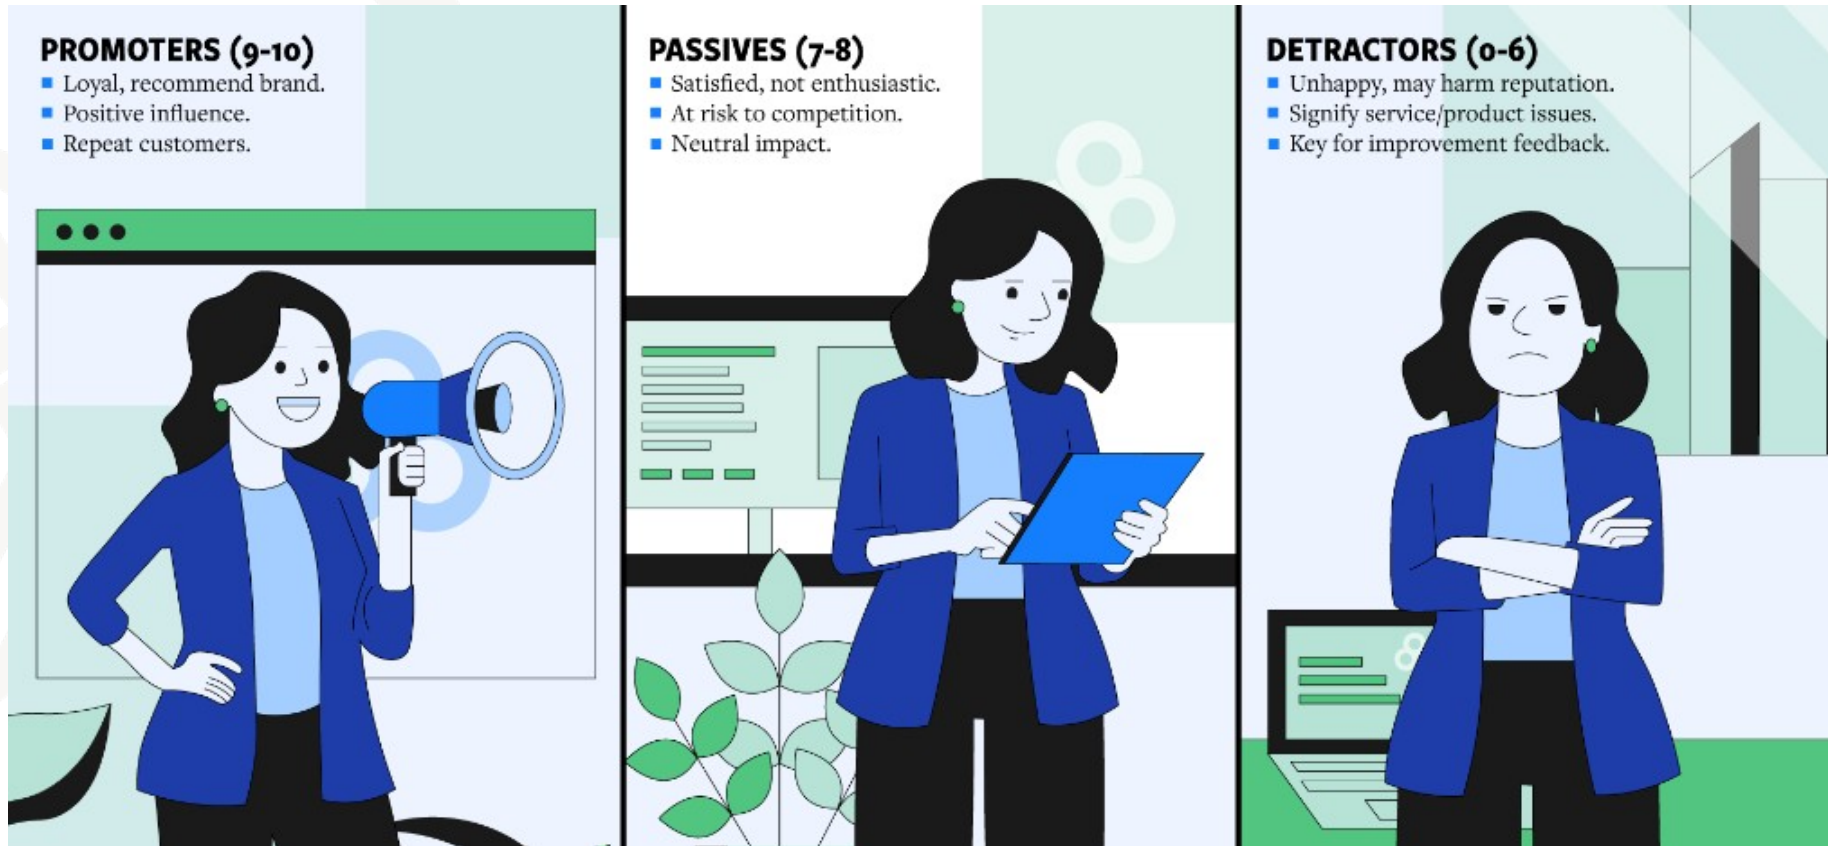 PROMOTERS (9-10)
Loyal, recommend brand.
Positive influence.
Repeat customers.
PASSIVES (7-8)
Satisfied, not enthusiastic.
At risk to competition.
Neutral impact.
DETRACTORS (0-6)
Unhappy, may harm reputation.
Signify service/product issues.
Key for improvement feedback.